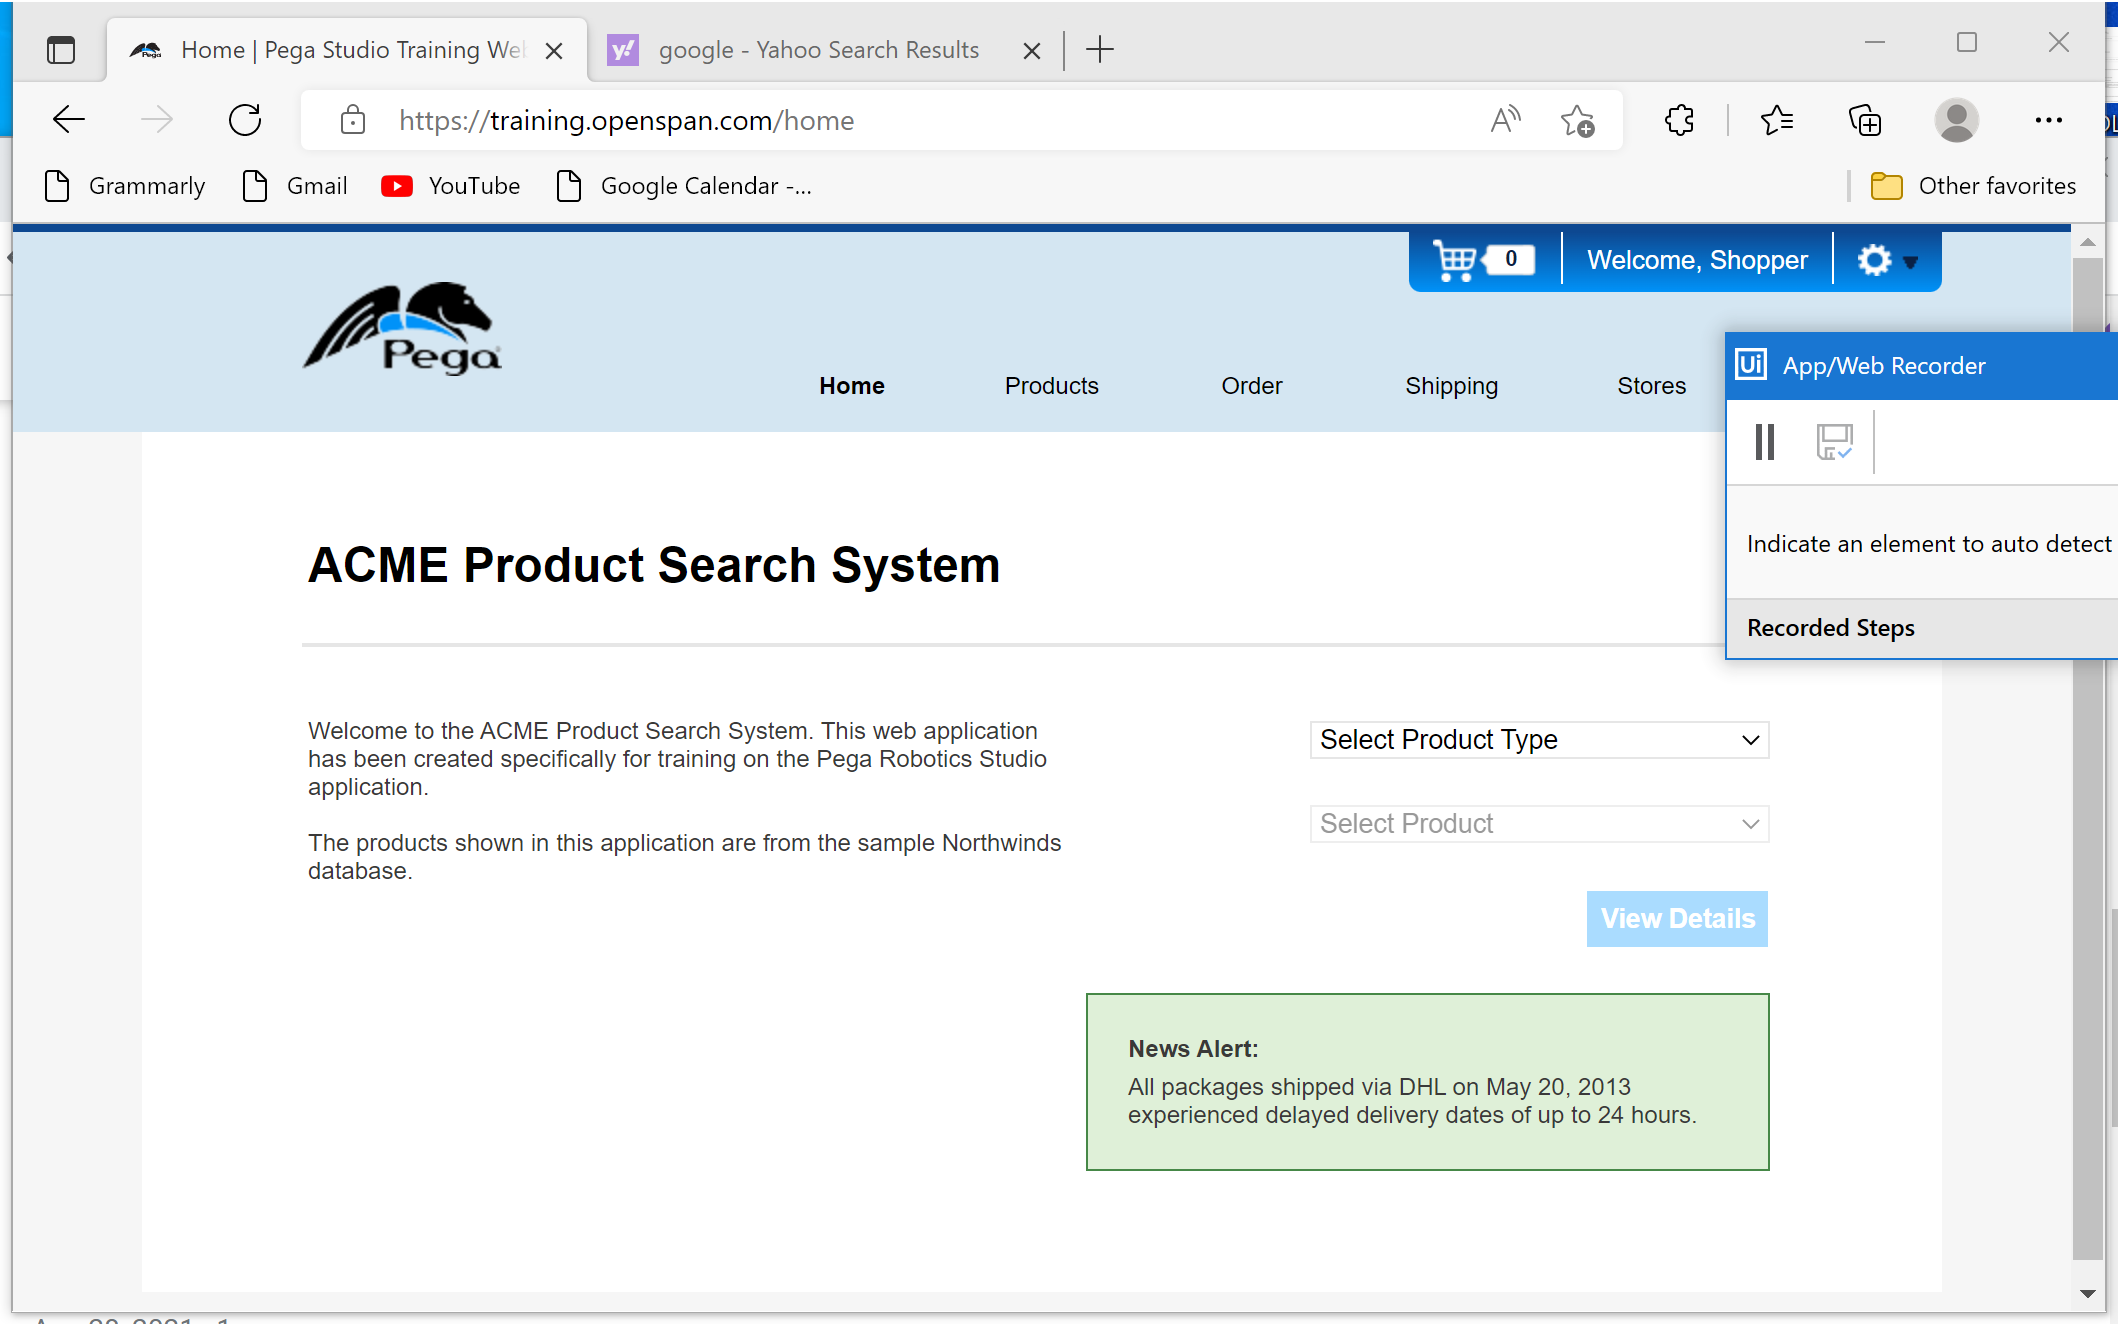 Home | Pega Studio Training We
google - Yahoo Search Results
https://training.openspan.com/home
Grammarly
Gmail
YouTube
Google Calendar -...
Other favorites
0
Welcome, Shopper
Pega
Home
Products
Order
Shipping
Stores
Ui
App/Web Recorder
Indicate an element to auto detect
Recorded Steps
ACME Product Search System
Welcome to the ACME Product Search System. This web application
has been created specifically for training on the Pega Robotics Studio
application.
The products shown in this application are from the sample Northwinds
database.
Select Product Type
Select Product
View Details
News Alert:
All packages shipped via DHL on May 20, 2013
experienced delayed delivery dates of up to 24 hours.